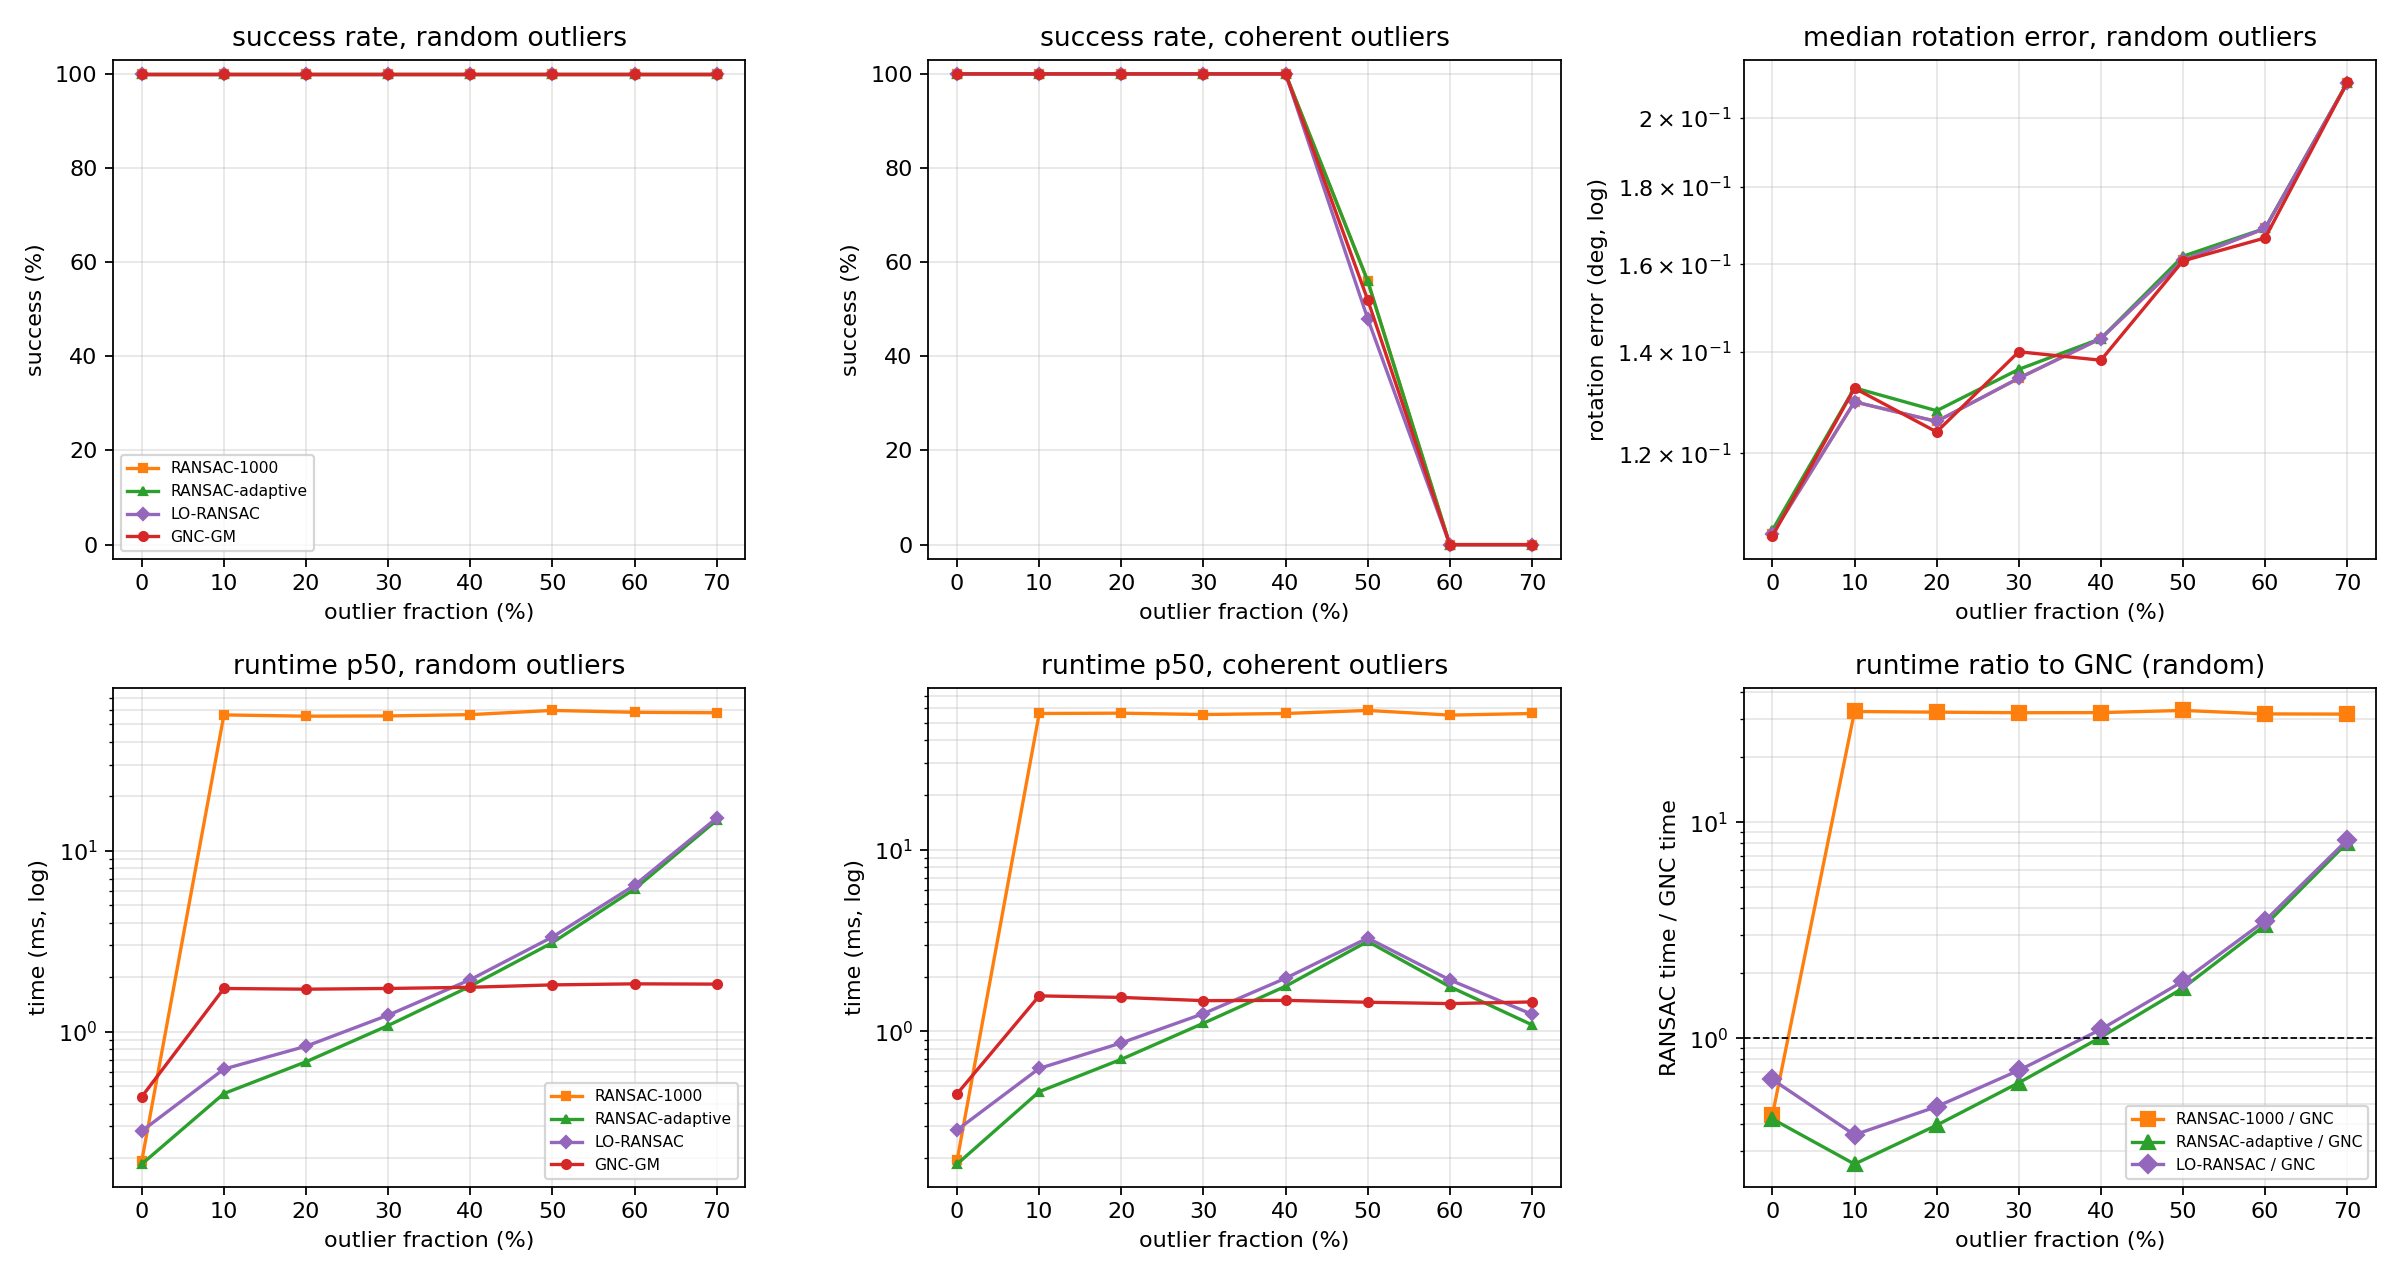 success rate, random outliers
success (%)
100
80
60
40
20
0
RANSAC-1000
RANSAC-adaptive
LO-RANSAC
GNC-GM
0 10 20 30 40 50 60 70
outlier fraction (%)
success rate, coherent outliers
success (%)
100
80
60
40
20
0
0 10 20 30 40 50 60 70
outlier fraction (%)
median rotation error, random outliers
rotation error (deg, log)
2 × 10⁻¹
1.8 × 10⁻¹
1.6 × 10⁻¹
1.4 × 10⁻¹
1.2 × 10⁻¹
0 10 20 30 40 50 60 70
outlier fraction (%)
runtime p50, random outliers
time (ms, log)
10¹
10⁰
RANSAC-1000
RANSAC-adaptive
LO-RANSAC
GNC-GM
0 10 20 30 40 50 60 70
outlier fraction (%)
runtime p50, coherent outliers
time (ms, log)
10¹
10⁰
0 10 20 30 40 50 60 70
outlier fraction (%)
runtime ratio to GNC (random)
RANSAC time / GNC time
10¹
10⁰
RANSAC-1000 / GNC
RANSAC-adaptive / GNC
LO-RANSAC / GNC
0 10 20 30 40 50 60 70
outlier fraction (%)